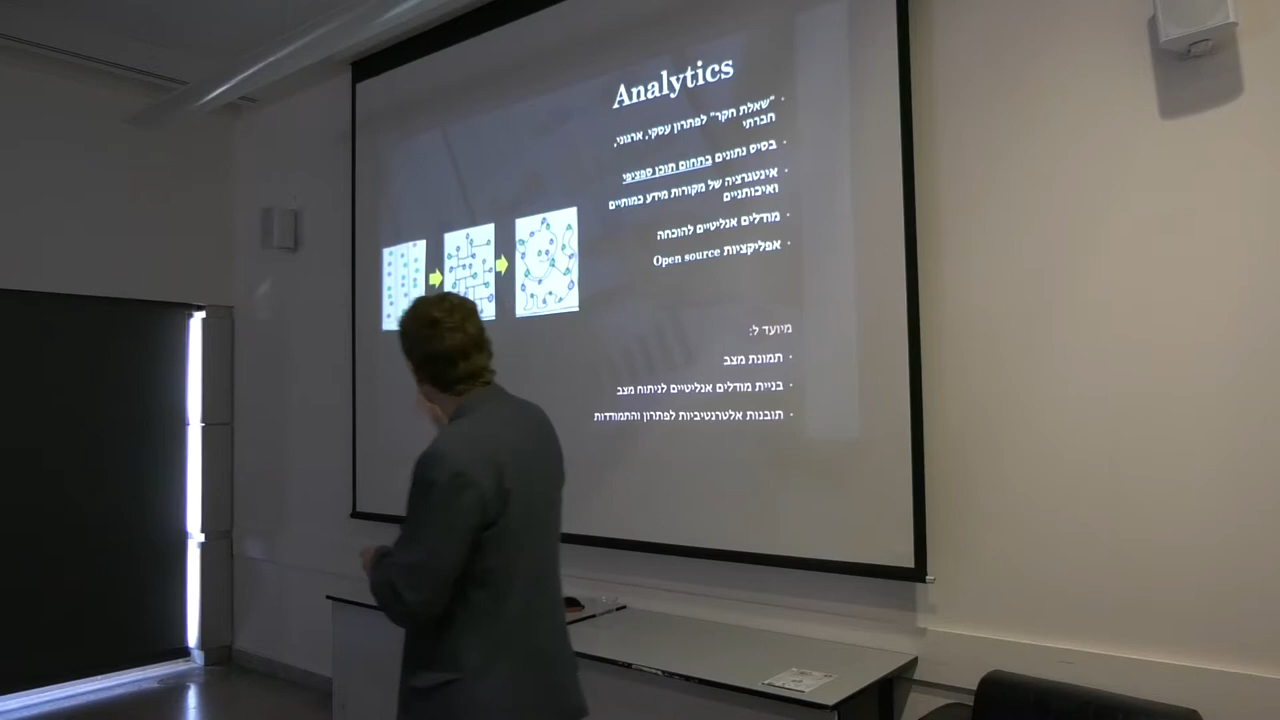 Analytics
"שאלת חקר" לפתרון עסקי, ארגוני,
חברתי
בסיס נתונים בתחום תוכן ספציפי
אינטגרציה של מקורות מידע כמותיים
ואיכותניים
מודלים אנליטיים להוכחה
אפליקציות Open source
מיועד ל:
תמונת מצב
בניית מודלים אנליטיים לניתוח מצב
תובנות אלטרנטיביות לפתרון והתמודדות